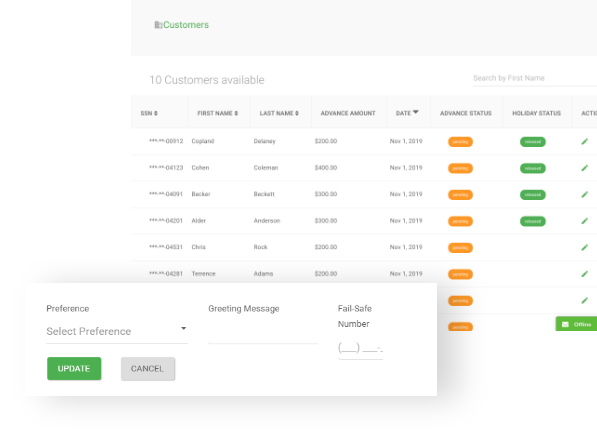 Customers
10 Customers available
Search by First Name
SSN FIRST NAME LAST NAME ADVANCE AMOUNT DATE ADVANCE STATUS HOLIDAY STATUS ACTI
***-**-00912 Copland Delaney $200.00 Nov 1, 2019 pending released
***-**-04123 Cohen Coleman $400.00 Nov 1, 2019 pending released
***-**-04091 Becker Beckett $300.00 Nov 1, 2019 pending released
***-**-04201 Alder Anderson $300.00 Nov 1, 2019 pending released
***-**-04531 Chris Rock $200.00 Nov 1, 2019 pending
***-**-04281 Terrence Adams $200.00 Nov 1, 2019 pending
pending
pending
Offline
Preference Greeting Message Fail-Safe
Number
Select Preference
(___) ___-_
UPDATE CANCEL